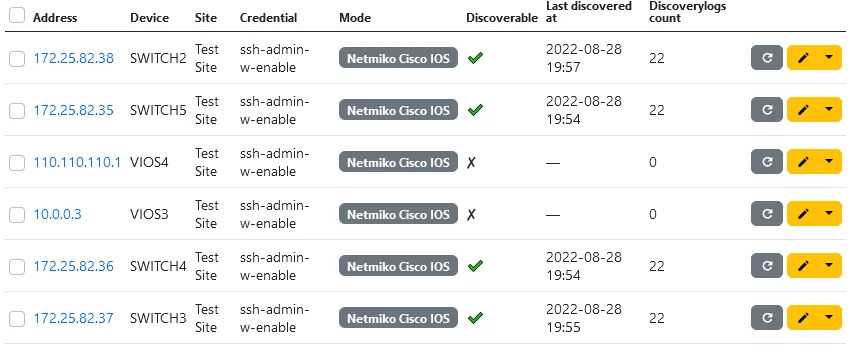 Address Device Site Credential Mode Discoverable Last discovered at Discoverylogs count
172.25.82.38 SWITCH2 Test Site ssh-admin-w-enable Netmiko Cisco IOS ✔ 2022-08-28 19:57 22
172.25.82.35 SWITCH5 Test Site ssh-admin-w-enable Netmiko Cisco IOS ✔ 2022-08-28 19:54 22
110.110.110.1 VIOS4 Test Site ssh-admin-w-enable Netmiko Cisco IOS ✗ — 0
10.0.0.3 VIOS3 Test Site ssh-admin-w-enable Netmiko Cisco IOS ✗ — 0
172.25.82.36 SWITCH4 Test Site ssh-admin-w-enable Netmiko Cisco IOS ✔ 2022-08-28 19:54 22
172.25.82.37 SWITCH3 Test Site ssh-admin-w-enable Netmiko Cisco IOS ✔ 2022-08-28 19:55 22